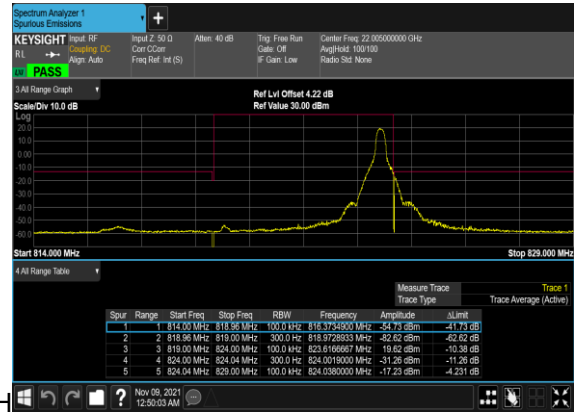 Spectrum Analyzer 1
Spurious Emissions
+
KEYSIGHT Input: RF Input Z: 50 Ω Atten: 40 dB Trig: Free Run Center Freq: 22.005000000 GHz
RL Coupling: DC Corr CCorr Gate: Off Avg|Hold: 100/100
Align: Auto Freq Ref: Int (S) IF Gain: Low Radio Std: None
LW PASS
3 All Range Graph
Ref Lvl Offset 4.22 dB
Scale/Div 10.0 dB Ref Value 30.00 dBm
Log
20.0
10.0
0.00
-10.0
-20.0
-30.0
-40.0
-50.0
-60.0
Start 814.000 MHz Stop 829.000 MHz
4 All Range Table
Measure Trace Trace 1
Trace Type Trace Average (Active)
Spur Range Start Freq Stop Freq RBW Frequency Amplitude ΔLimit
1 1 814.00 MHz 818.96 MHz 100.0 kHz 816.3734900 MHz -54.73 dBm -41.73 dB
2 2 818.96 MHz 819.00 MHz 300.0 Hz 818.9728933 MHz -82.62 dBm -62.62 dB
3 3 819.00 MHz 824.00 MHz 100.0 kHz 823.6166667 MHz 19.62 dBm -10.38 dB
4 4 824.00 MHz 824.04 MHz 300.0 Hz 824.0019000 MHz -31.26 dBm -11.26 dB
5 5 824.04 MHz 829.00 MHz 100.0 kHz 824.0380000 MHz -17.23 dBm -4.231 dB
? Nov 09, 2021
12:50:03 AM